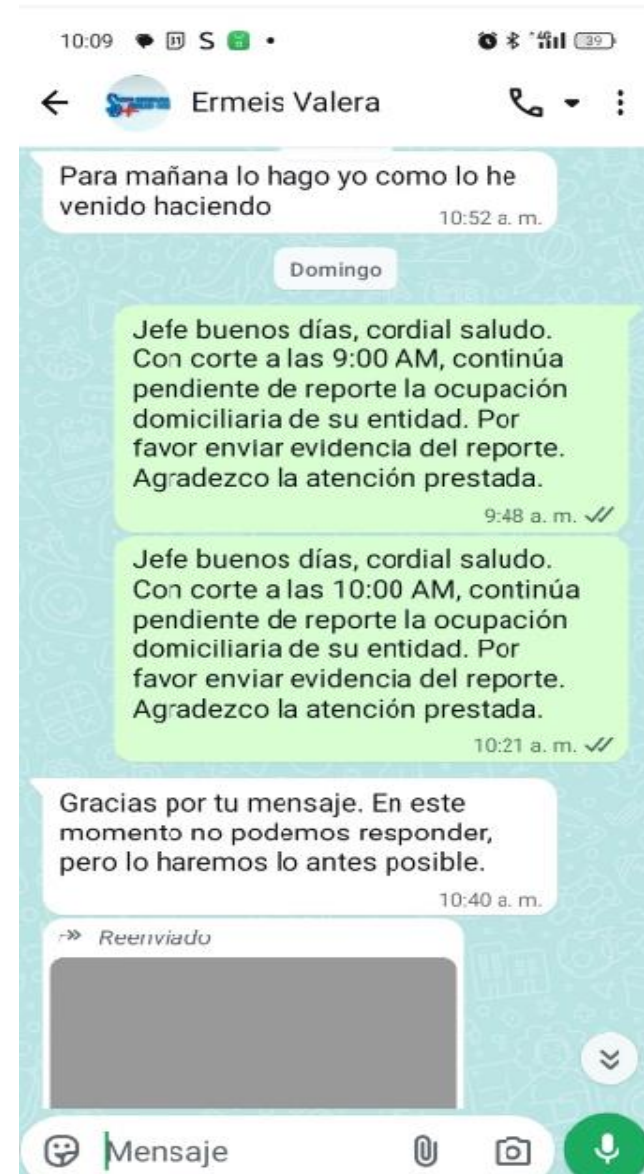 10:09 31 S 4G 39
Ermeis Valera
Para mañana lo hago yo como lo he
venido haciendo
10:52 a. m.
Domingo
Jefe buenos días, cordial saludo.
Con corte a las 9:00 AM, continúa
pendiente de reporte la ocupación
domiciliaria de su entidad. Por
favor enviar evidencia del reporte.
Agradezco la atención prestada.
9:48 a. m.
Jefe buenos días, cordial saludo.
Con corte a las 10:00 AM, continúa
pendiente de reporte la ocupación
domiciliaria de su entidad. Por
favor enviar evidencia del reporte.
Agradezco la atención prestada.
10:21 a. m.
Gracias por tu mensaje. En este
momento no podemos responder,
pero lo haremos lo antes posible.
10:40 a. m.
Reenviado
Mensaje